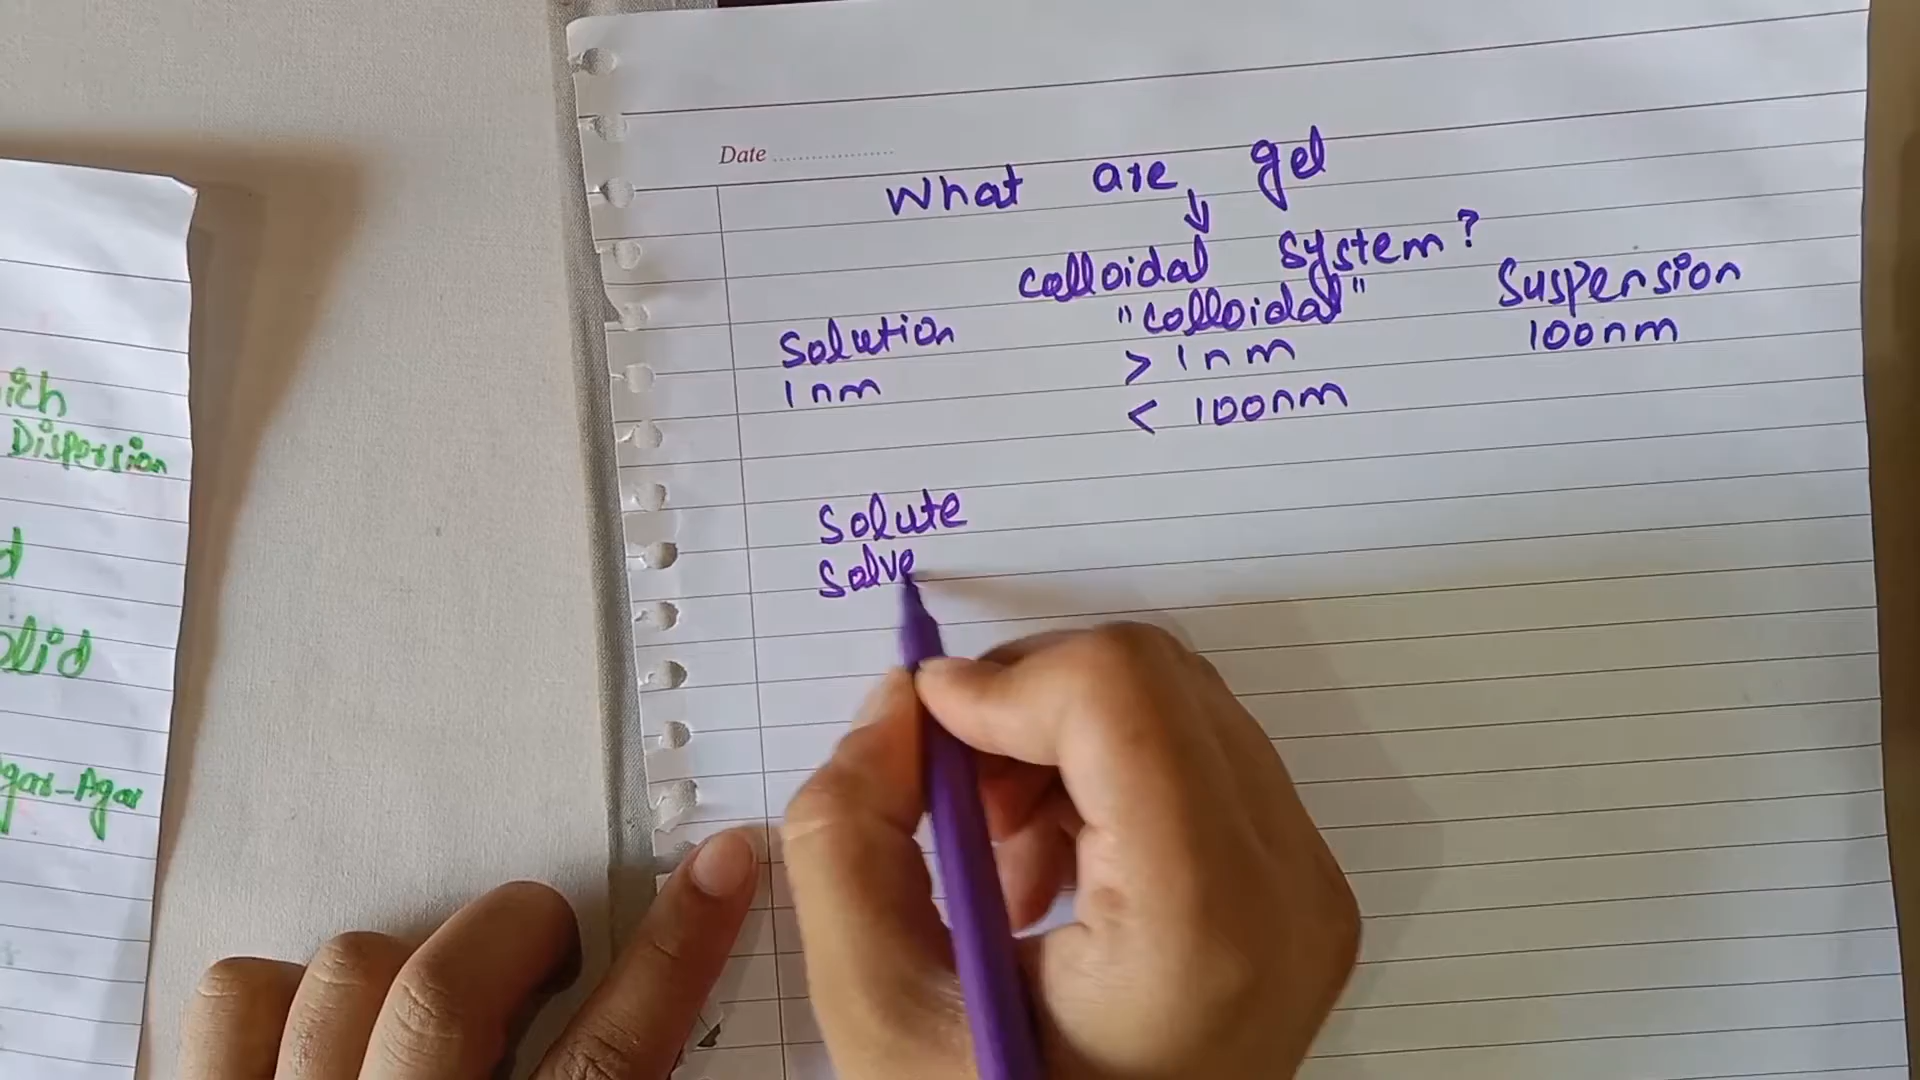 Date
What are gel
colloidal system?
Solution "colloidal" Suspension
1nm > 1nm 100nm
< 100nm
Solute
Solve
ich
Dispersion
d
olid
gar-Agar